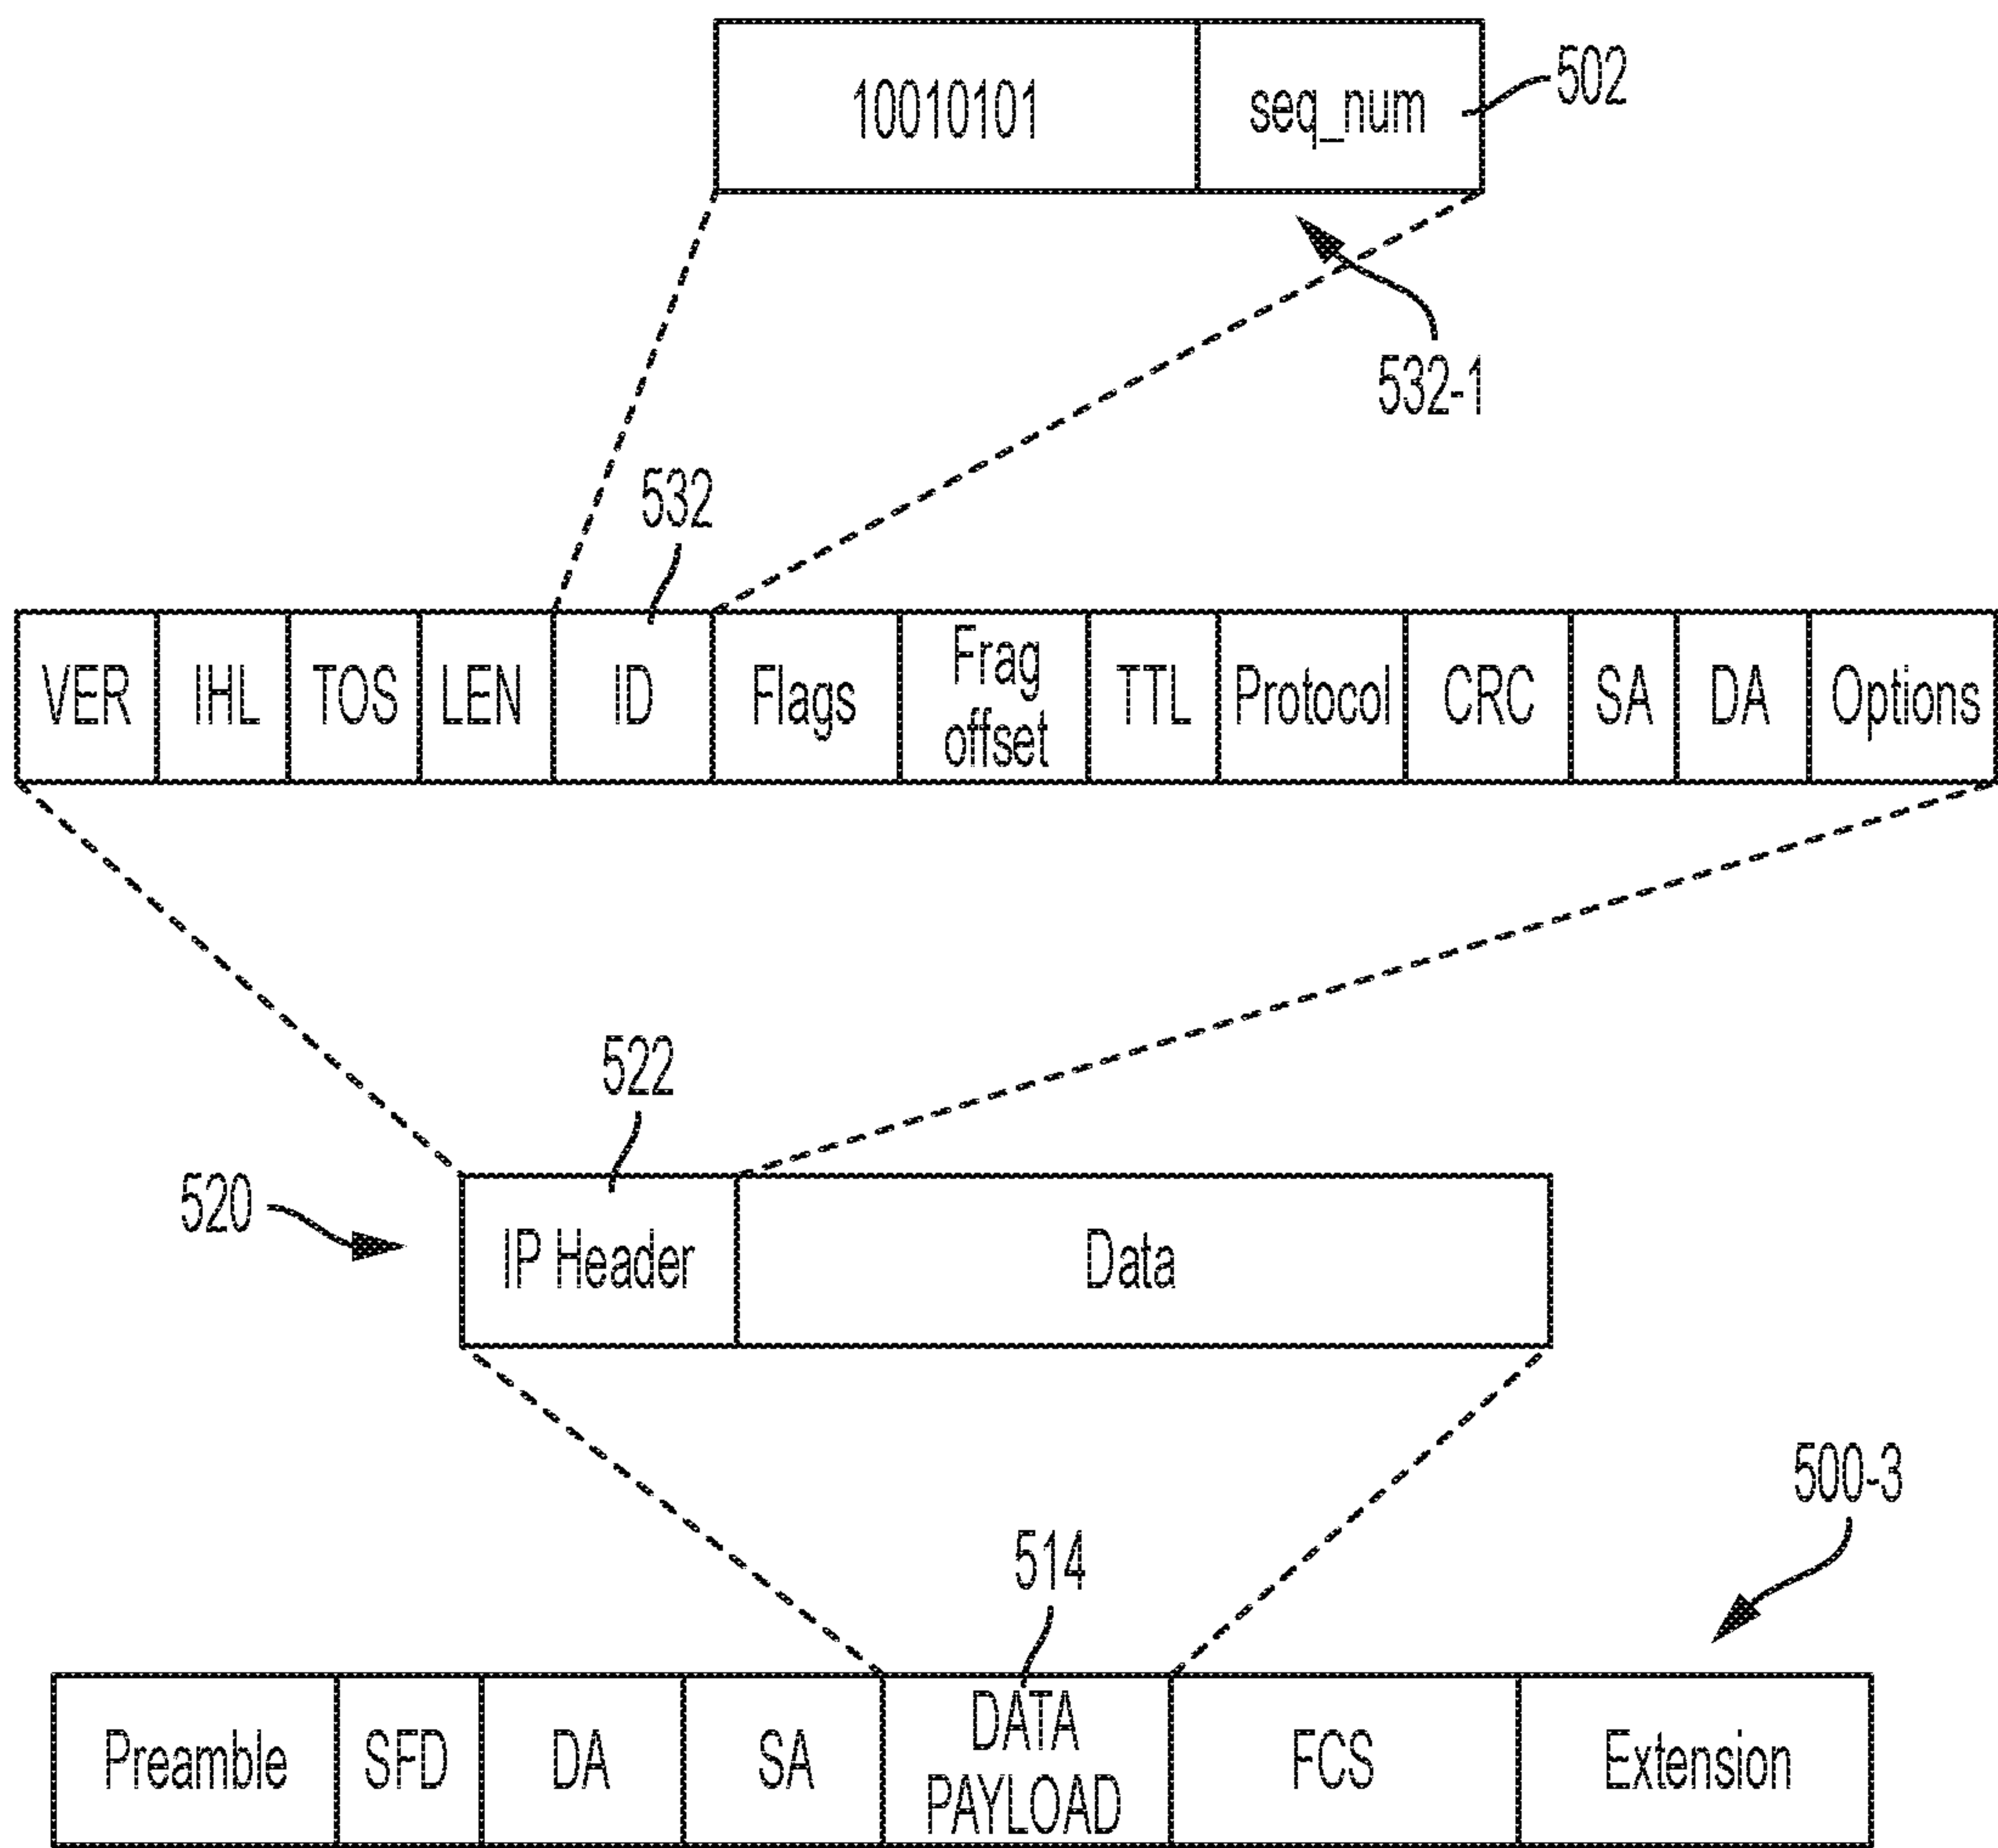 10010101 seq_num 502
532-1
532
VER IHL TOS LEN ID Flags Frag offset TTL Protocol CRC SA DA Options
522
520
IP Header Data
500-3
514
Preamble SFD DA SA DATA PAYLOAD FCS Extension